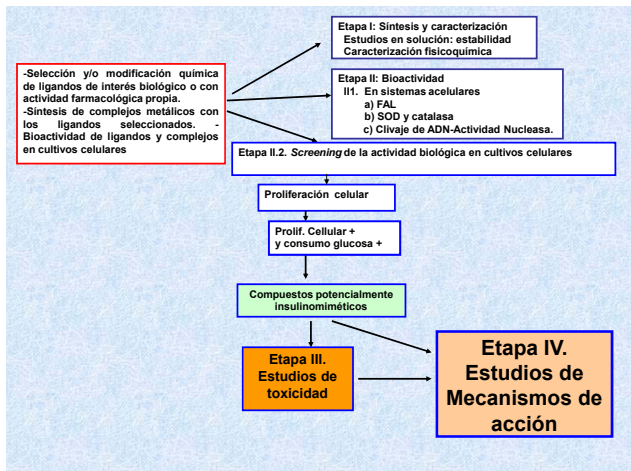 Etapa I: Síntesis y caracterización
Estudios en solución: estabilidad
Caracterización fisicoquímica
-Selección y/o modificación química
de ligandos de interés biológico o con
actividad farmacológica propia.
-Síntesis de complejos metálicos con
los ligandos seleccionados. -
Bioactividad de ligandos y complejos
en cultivos celulares
Etapa II: Bioactividad
II1. En sistemas acelulares
a) FAL
b) SOD y catalasa
c) Clivaje de ADN-Actividad Nucleasa.
Etapa II.2. Screening de la actividad biológica en cultivos celulares
Proliferación celular
Prolif. Cellular +
y consumo glucosa +
Compuestos potencialmente
insulinomiméticos
Etapa III.
Estudios de
toxicidad
Etapa IV.
Estudios de
Mecanismos de
acción